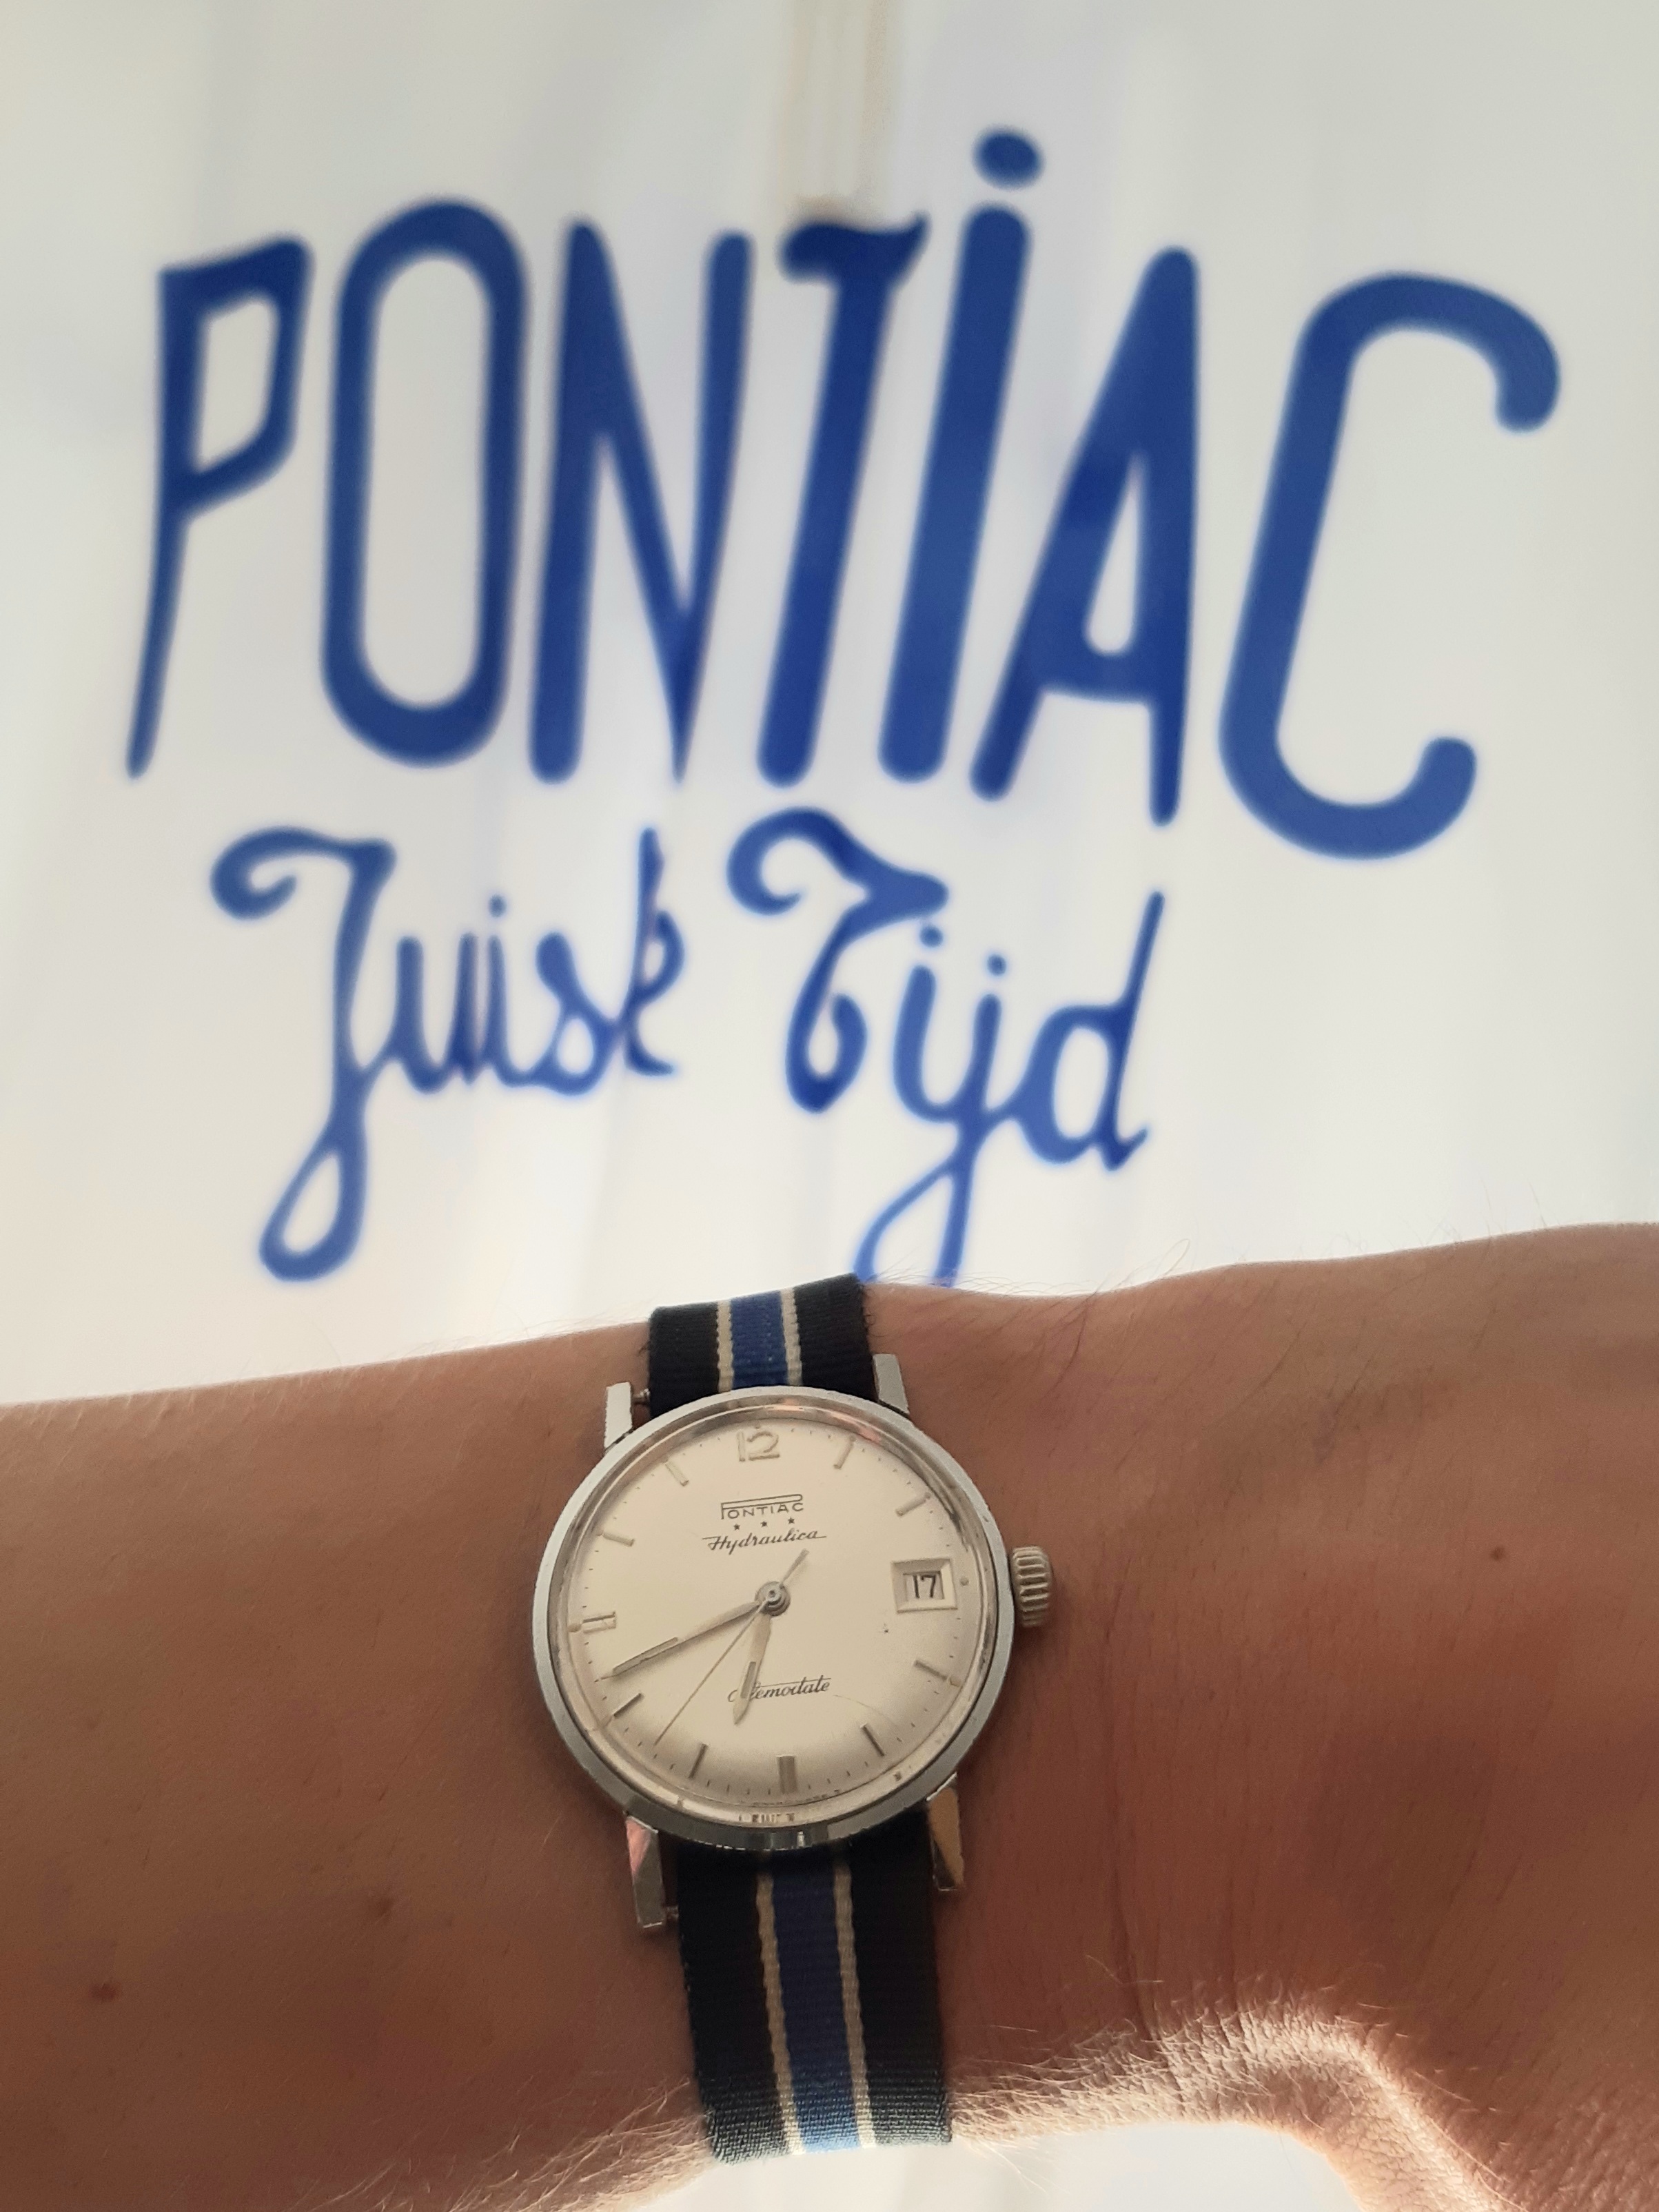 PONTiAC
Juist Tijd
12
PONTIAC
Hydraulica
17
Memodate